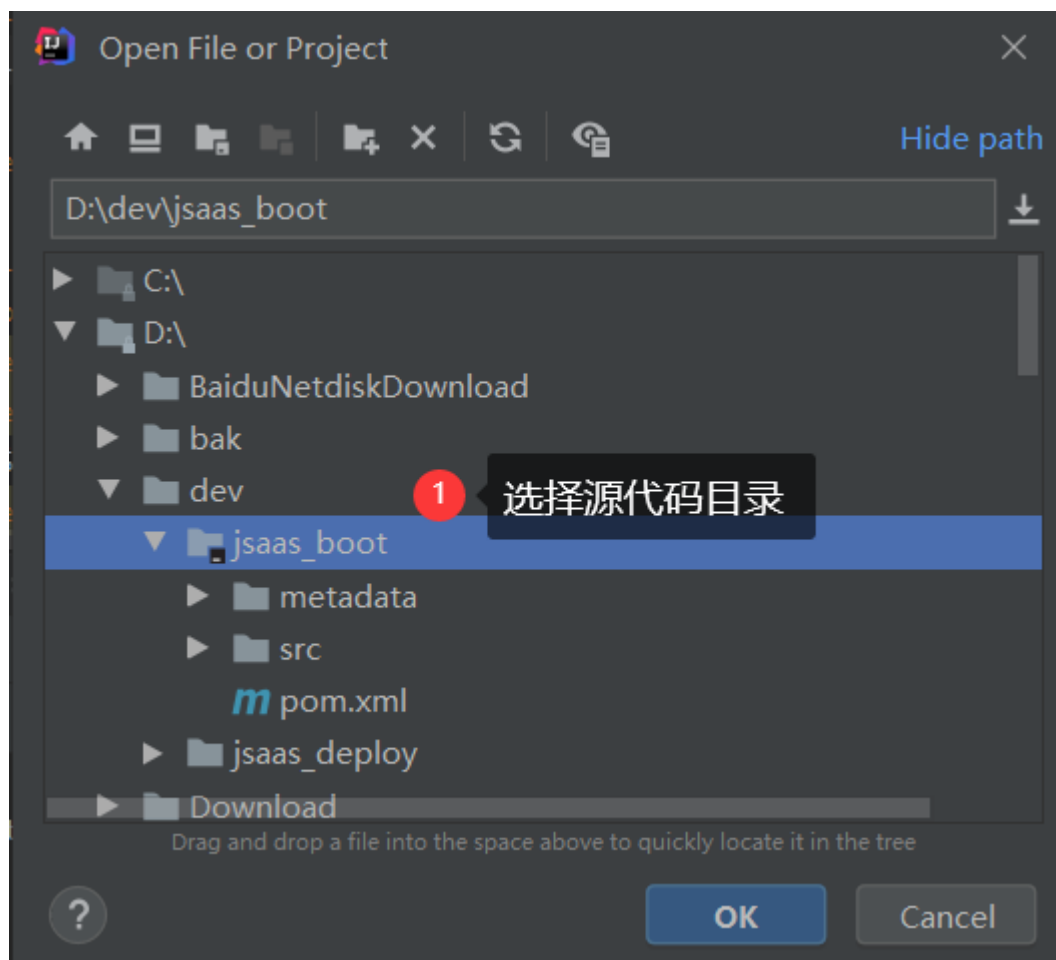 Open File or Project
Hide path
D:\dev\jsaas_boot
C:\
D:\
BaiduNetdiskDownload
bak
dev
1 选择源代码目录
jsaas_boot
metadata
src
m pom.xml
jsaas_deploy
Download
Drag and drop a file into the space above to quickly locate it in the tree
? OK Cancel